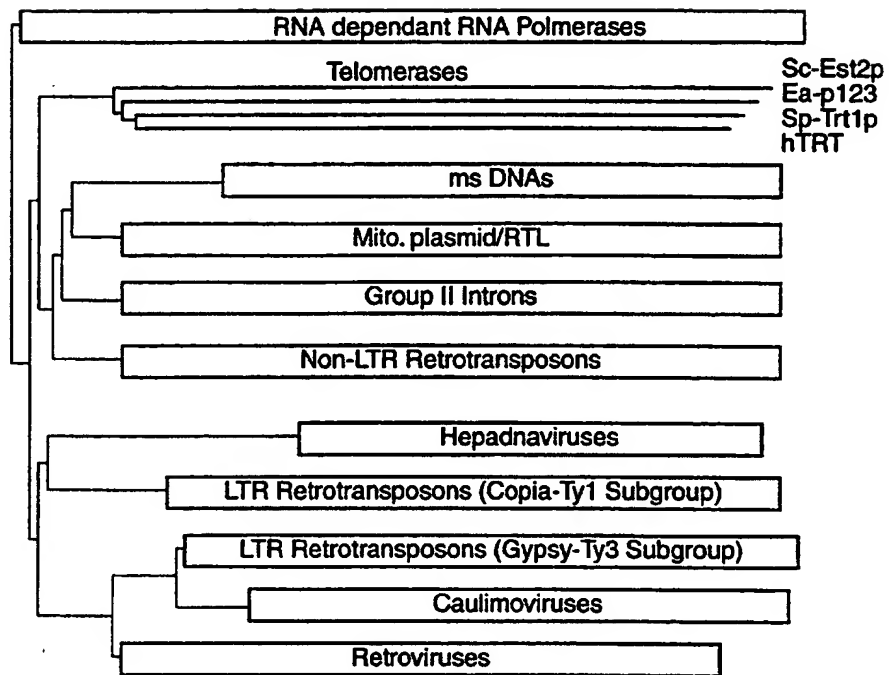 RNA dependant RNA Polmerases
Telomerases
Sc-Est2p
Ea-p123
Sp-Trt1p
hTRT
ms DNAs
Mito. plasmid/RTL
Group II Introns
Non-LTR Retrotransposons
Hepadnaviruses
LTR Retrotransposons (Copia-Ty1 Subgroup)
LTR Retrotransposons (Gypsy-Ty3 Subgroup)
Caulimoviruses
Retroviruses